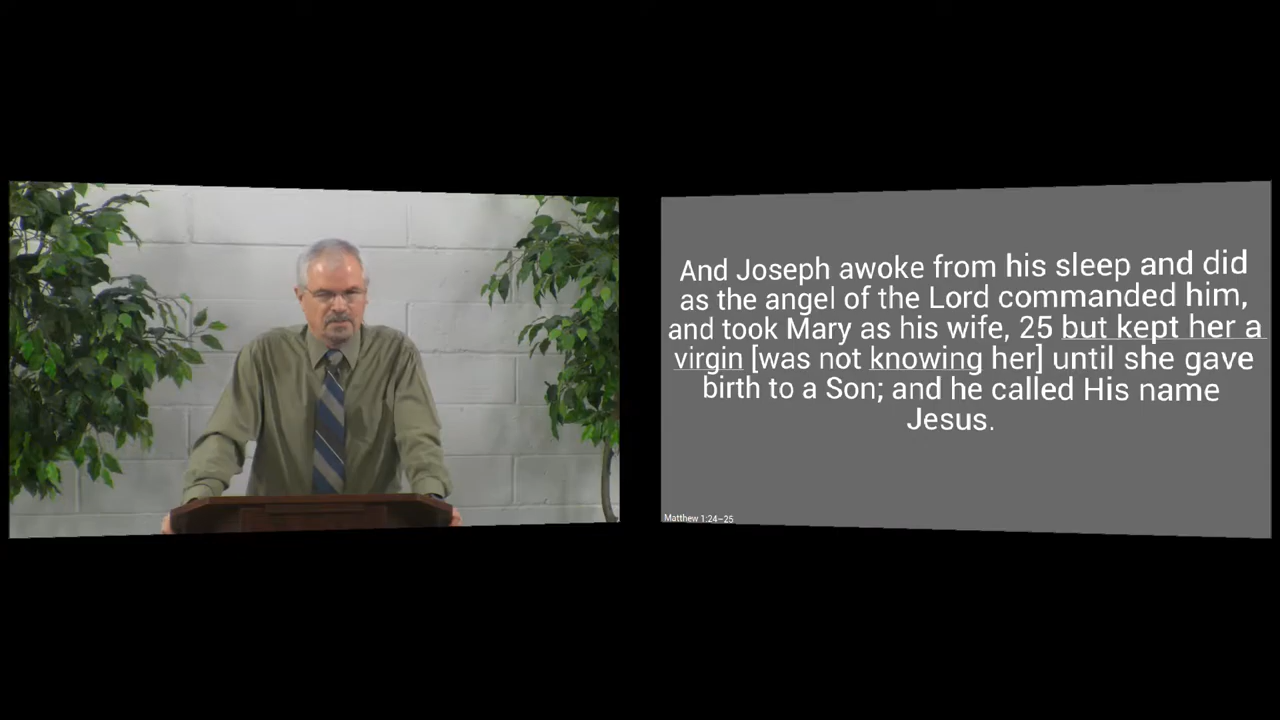 And Joseph awoke from his sleep and did
as the angel of the Lord commanded him,
and took Mary as his wife, 25 but kept her a
virgin [was not knowing her] until she gave
birth to a Son; and he called His name
Jesus.
Matthew 1:24–25